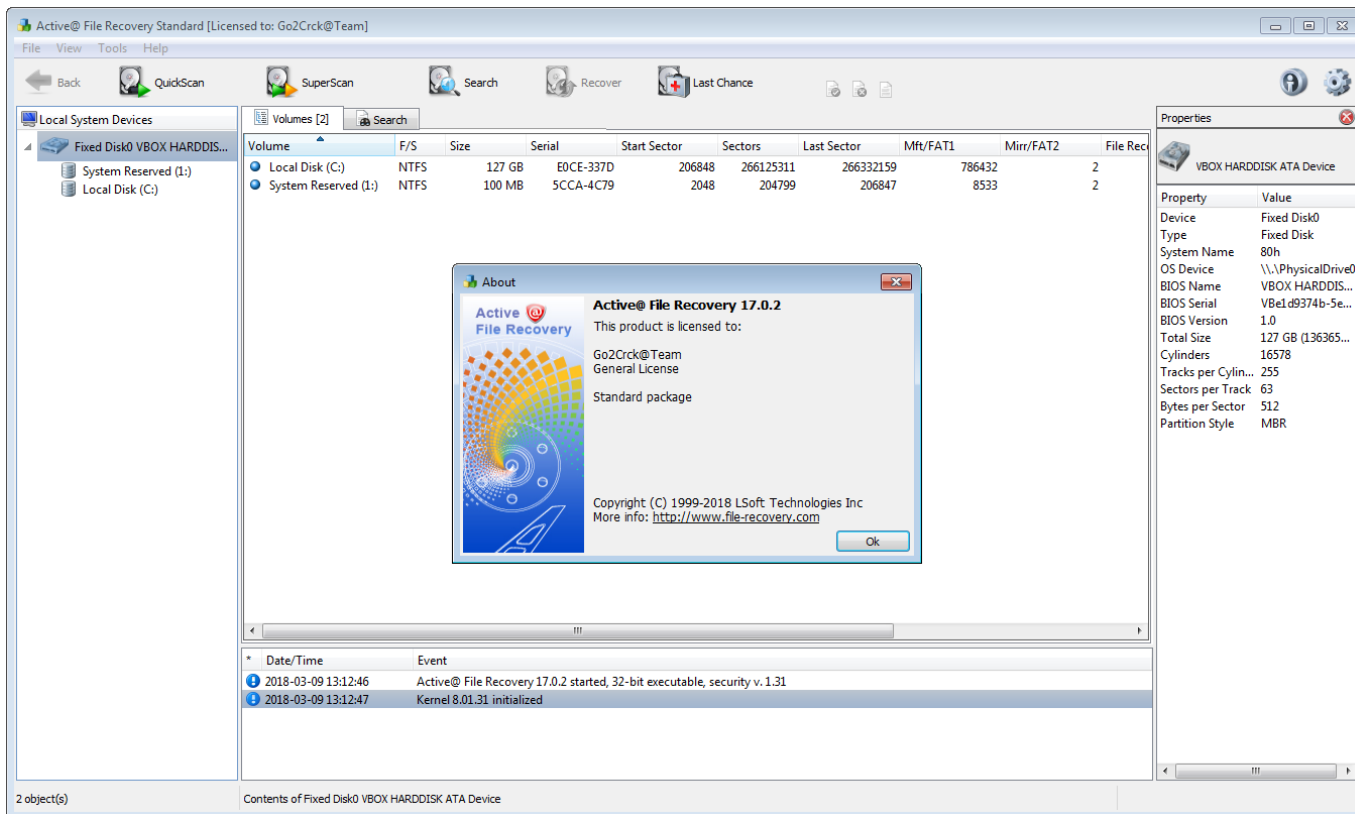 Active@ File Recovery Standard [Licensed to: Go2Crck@Team]
File View Tools Help
Back QuickScan SuperScan Search Recover Last Chance
Local System Devices
Fixed Disk0 VBOX HARDDIS...
System Reserved (1:)
Local Disk (C:)
Volumes [2] Search
Volume F/S Size Serial Start Sector Sectors Last Sector Mft/FAT1 Mirr/FAT2 File Rec
Local Disk (C:) NTFS 127 GB E0CE-337D 206848 266125311 266332159 786432 2
System Reserved (1:) NTFS 100 MB 5CCA-4C79 2048 204799 206847 8533 2
About
Active @
File Recovery
Active@ File Recovery 17.0.2
This product is licensed to:
Go2Crck@Team
General License
Standard package
Copyright (C) 1999-2018 LSoft Technologies Inc
More info: http://www.file-recovery.com
Ok
* Date/Time Event
2018-03-09 13:12:46 Active@ File Recovery 17.0.2 started, 32-bit executable, security v. 1.31
2018-03-09 13:12:47 Kernel 8.01.31 initialized
Properties
VBOX HARDDISK ATA Device
Property Value
Device Fixed Disk0
Type Fixed Disk
System Name 80h
OS Device \\.\PhysicalDrive0
BIOS Name VBOX HARDDIS...
BIOS Serial VBe1d9374b-5e...
BIOS Version 1.0
Total Size 127 GB (136365...
Cylinders 16578
Tracks per Cylin... 255
Sectors per Track 63
Bytes per Sector 512
Partition Style MBR
2 object(s) Contents of Fixed Disk0 VBOX HARDDISK ATA Device